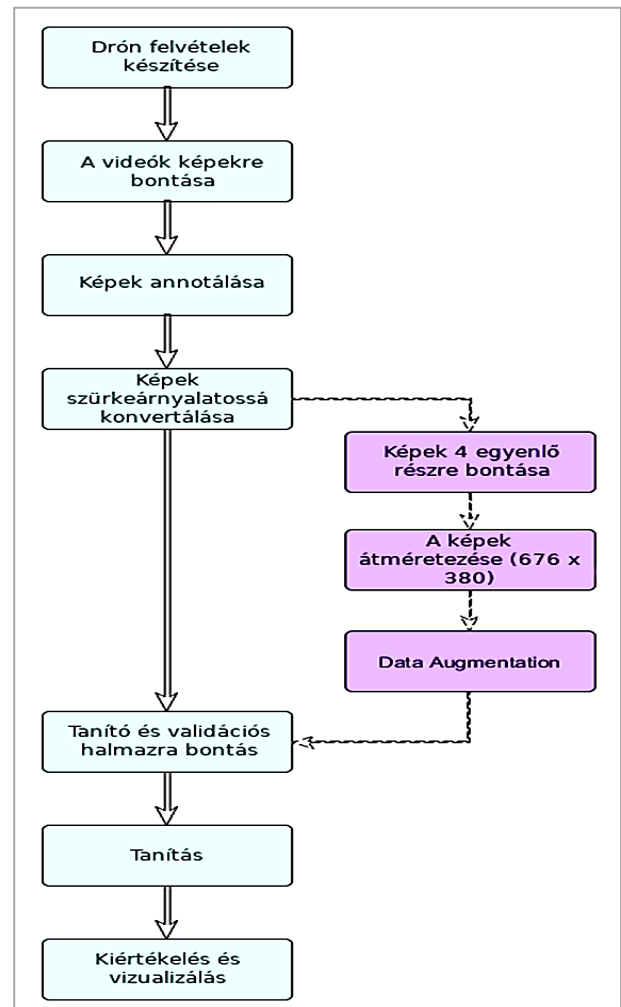 Drón felvételek
készítése
A videók képekre
bontása
Képek annotálása
Képek
szürkeárnyalatossá
konvertálása
Képek 4 egyenlő
részre bontása
A képek
átméretezése (676 x
380)
Data Augmentation
Tanító és validációs
halmazra bontás
Tanítás
Kiértékelés és
vizualizálás